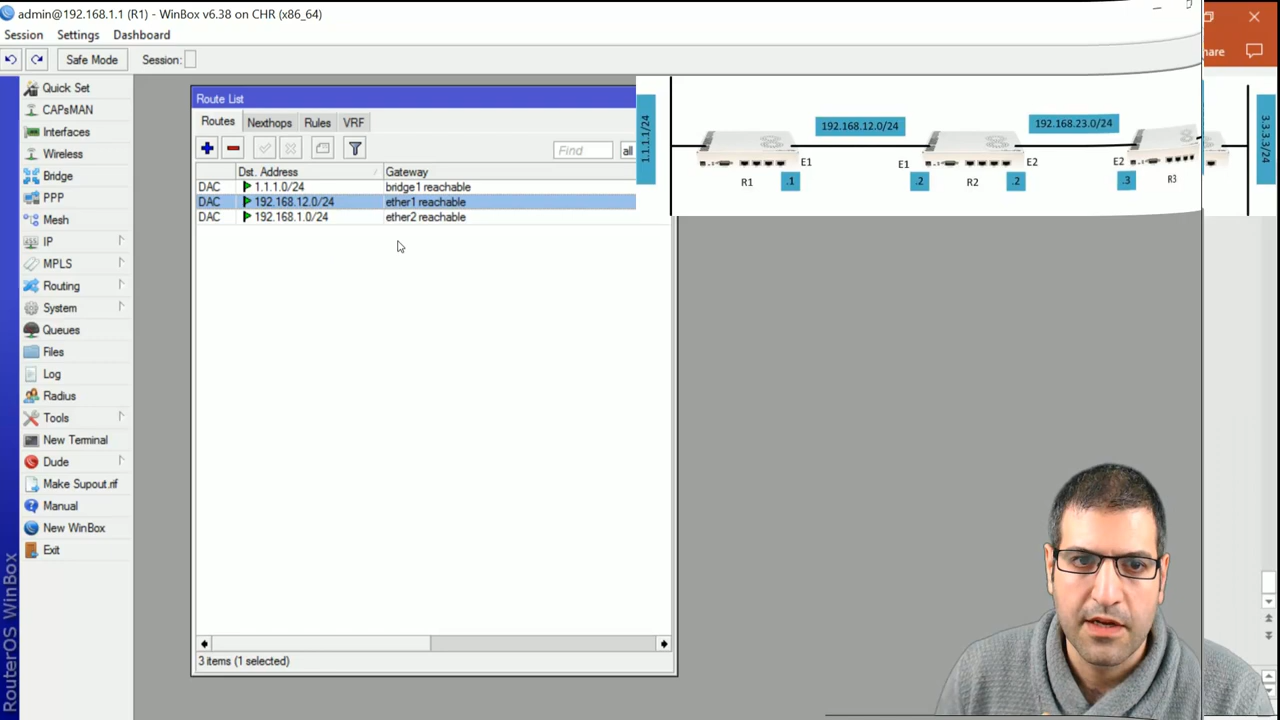 admin@192.168.1.1 (R1) - WinBox v6.38 on CHR (x86_64)
Session Settings Dashboard
Safe Mode Session:
Quick Set
CAPsMAN
Interfaces
Wireless
Bridge
PPP
Mesh
IP
MPLS
Routing
System
Queues
Files
Log
Radius
Tools
New Terminal
Dude
Make Supout.rif
Manual
New WinBox
Exit
RouterOS WinBox
Route List
Routes Nexthops Rules VRF
Find all
Dst. Address Gateway
DAC 1.1.1.0/24 bridge1 reachable
DAC 192.168.12.0/24 ether1 reachable
DAC 192.168.1.0/24 ether2 reachable
3 items (1 selected)
1.1.1.1/24
192.168.12.0/24
192.168.23.0/24
3.3.3.3/24
E1 E1 E2 E2
R1 .1 .2 R2 .2 .3 R3